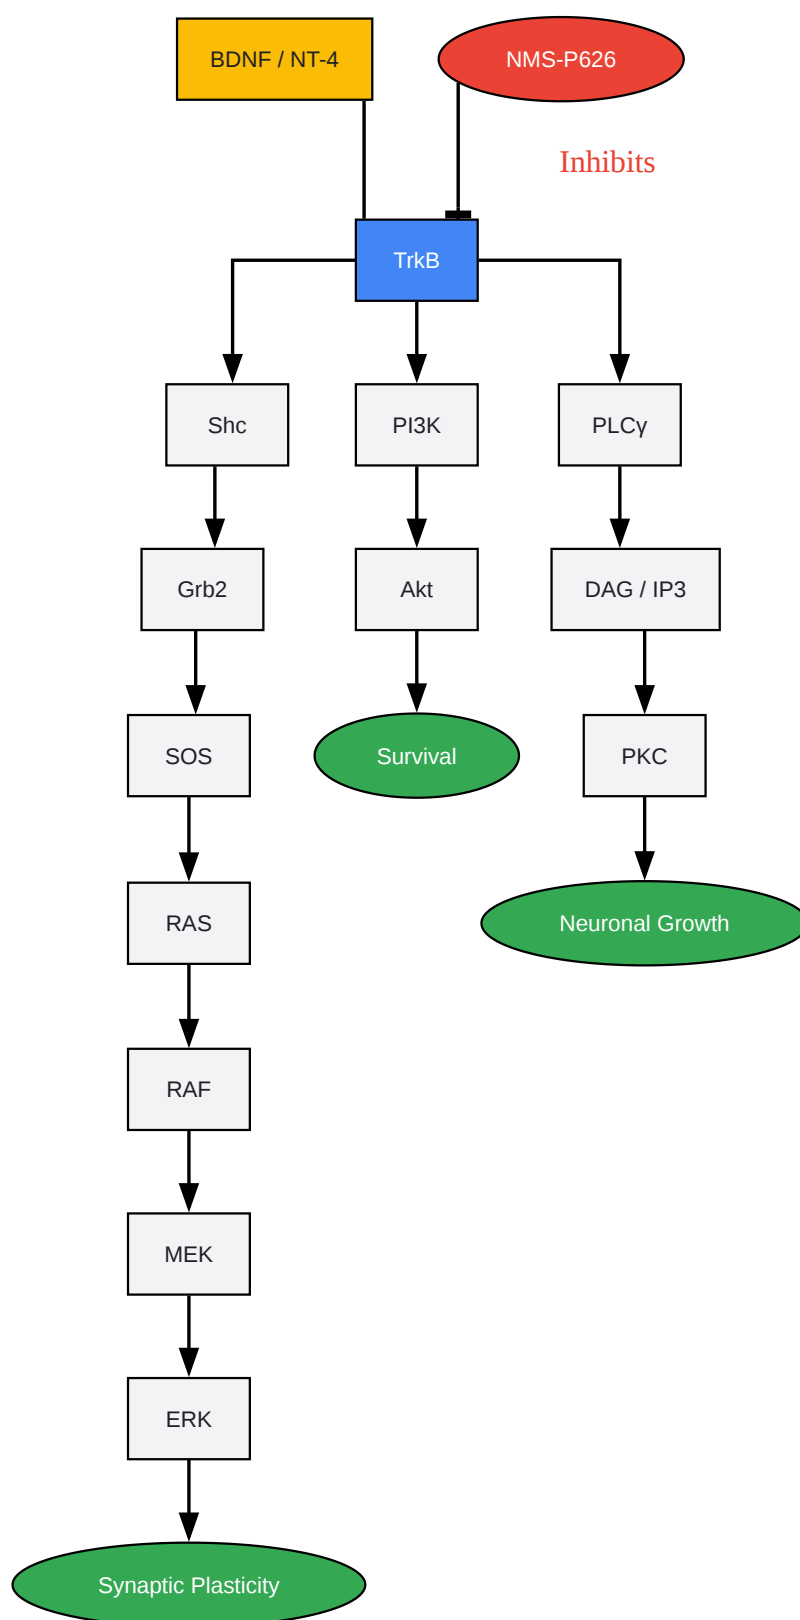 BDNF / NT-4
NMS-P626
Inhibits
TrkB
Shc
PI3K
PLCγ
Grb2
Akt
DAG / IP3
SOS
Survival
PKC
RAS
Neuronal Growth
RAF
MEK
ERK
Synaptic Plasticity